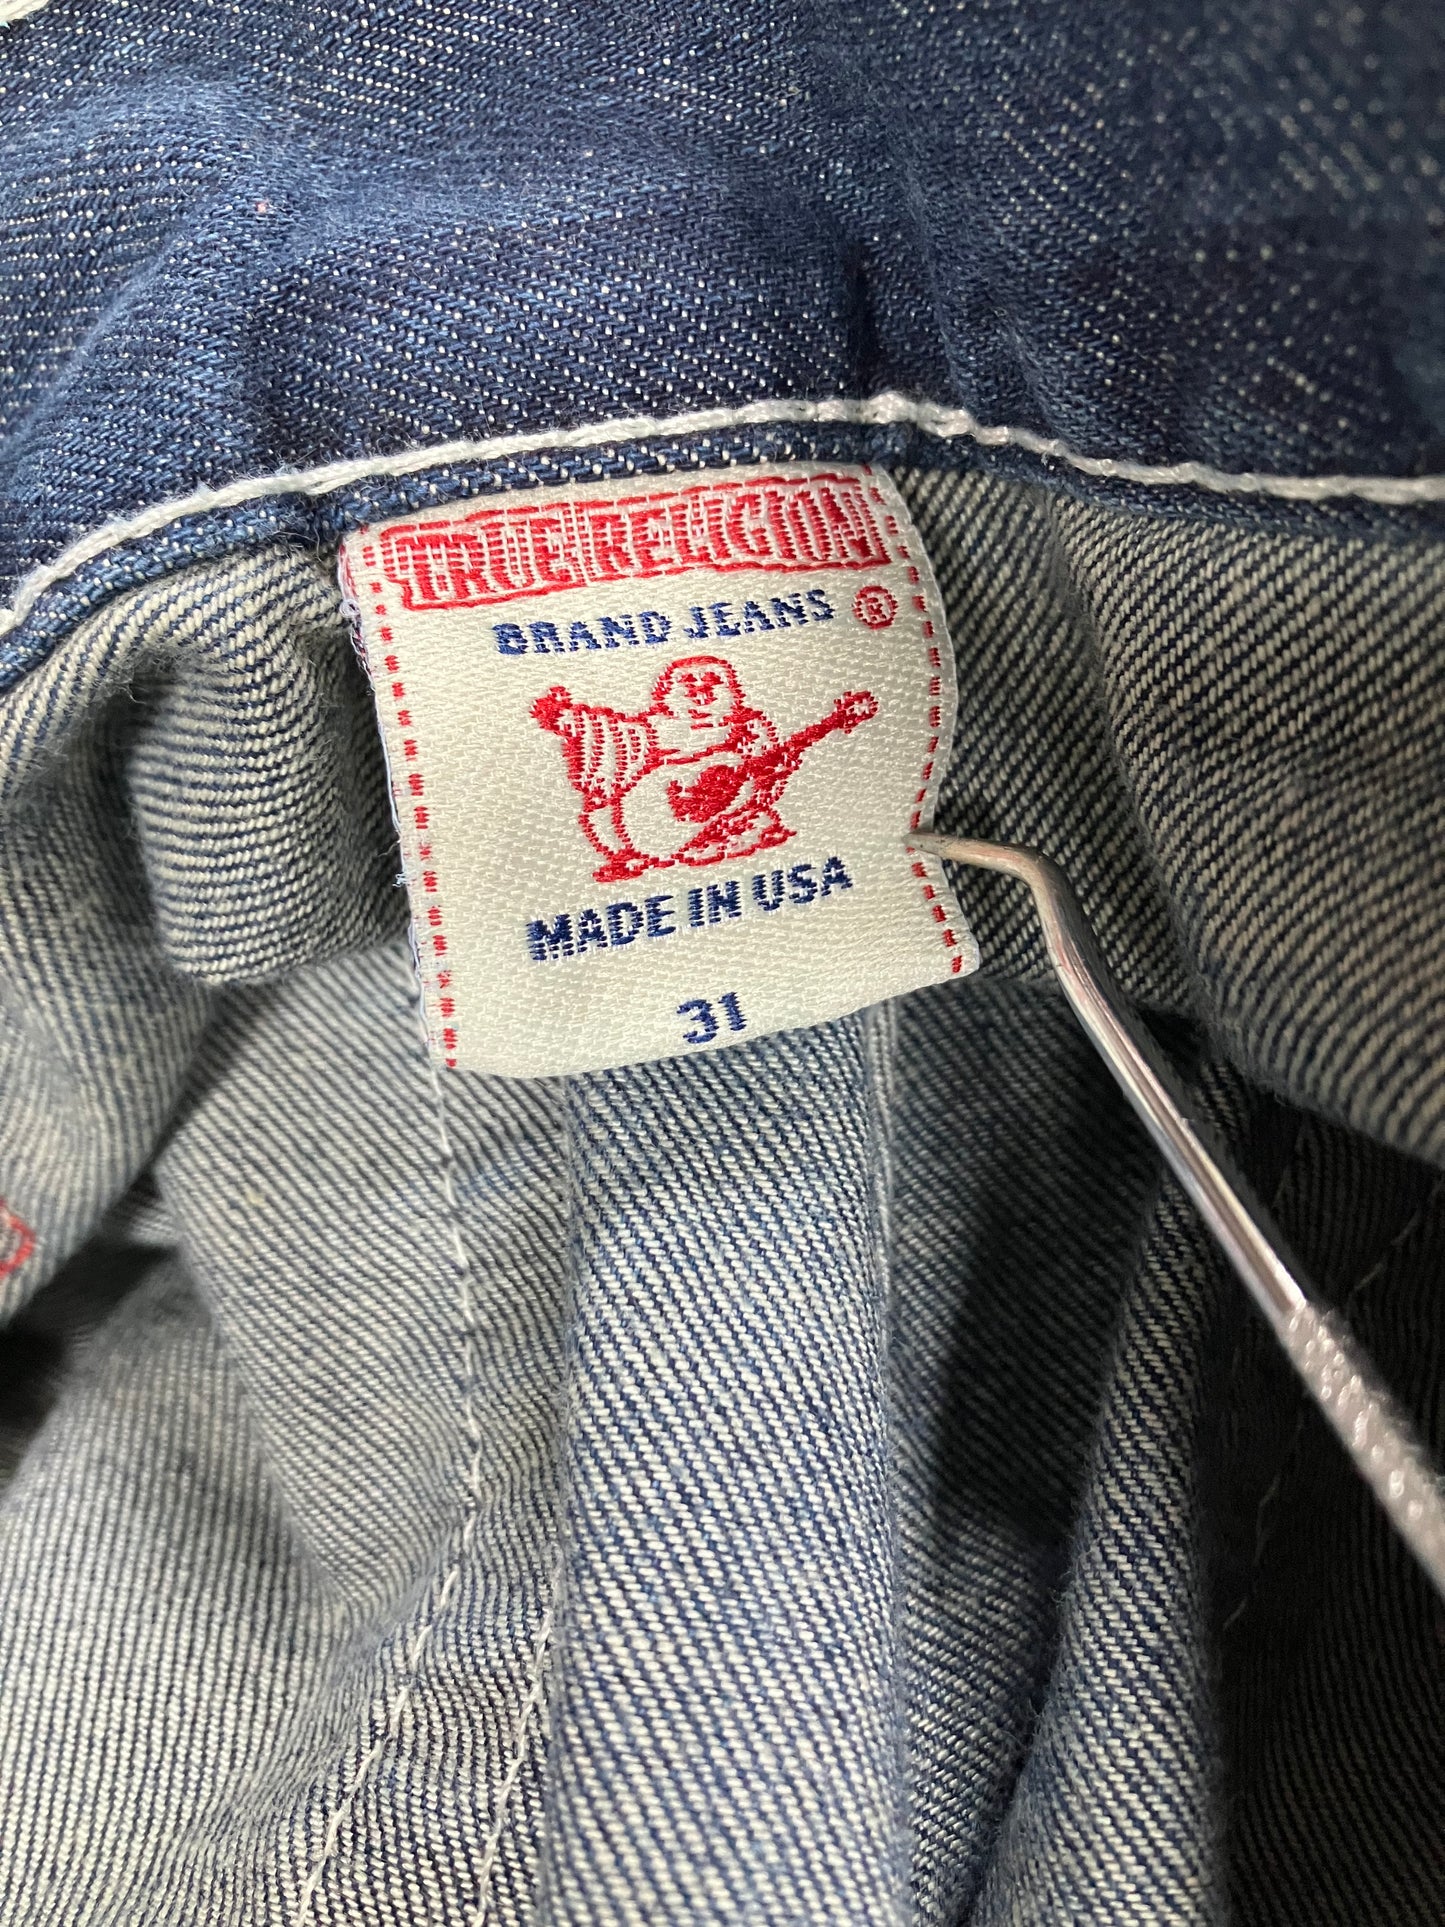 TRUE RELIGION
BRAND JEANS ®
MADE IN USA
31